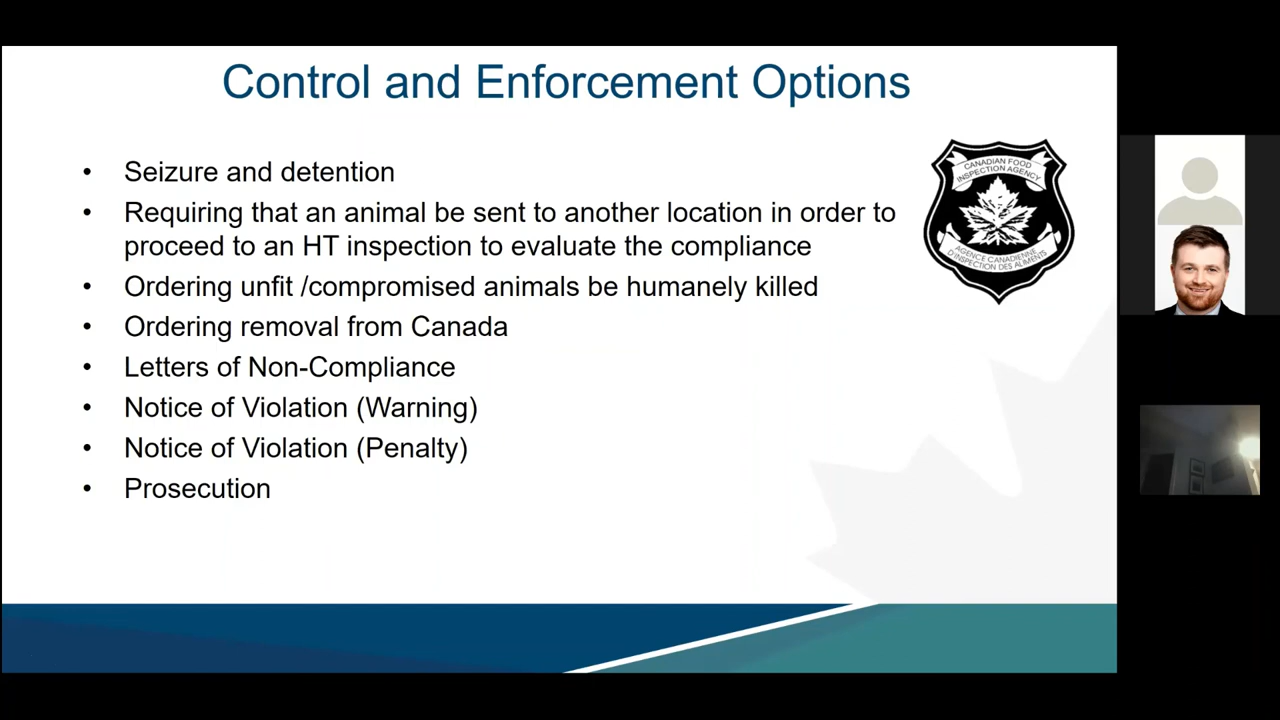 Control and Enforcement Options
• Seizure and detention
• Requiring that an animal be sent to another location in order to
proceed to an HT inspection to evaluate the compliance
• Ordering unfit /compromised animals be humanely killed
• Ordering removal from Canada
• Letters of Non-Compliance
• Notice of Violation (Warning)
• Notice of Violation (Penalty)
• Prosecution
CANADIAN FOOD
INSPECTION AGENCY
AGENCE CANADIENNE
D'INSPECTION DES ALIMENTS